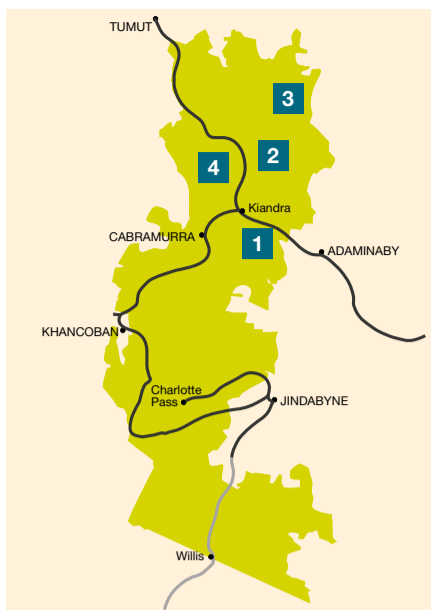 TUMUT
3
2
4
Kiandra
1
CABRAMURRA
ADAMINABY
KHANCOBAN
Charlotte
Pass
JINDABYNE
Willis